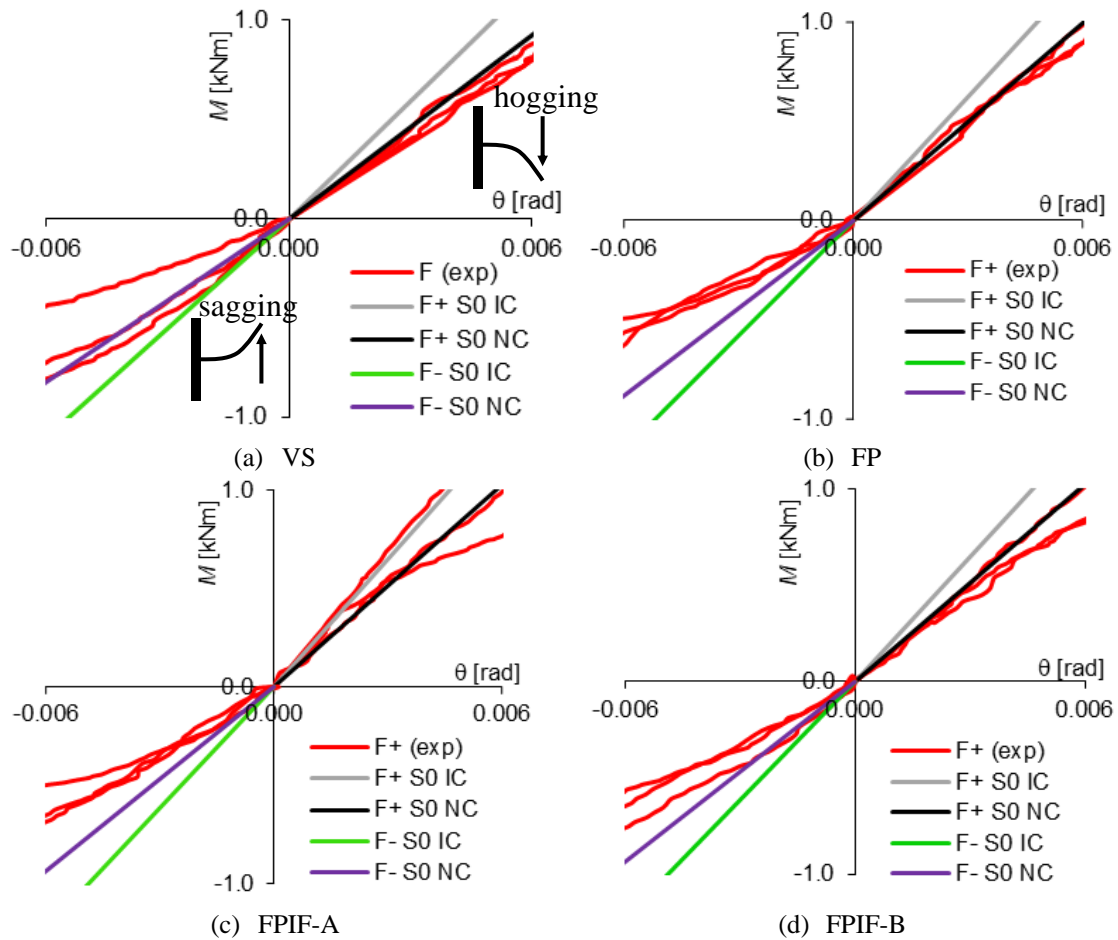 1.0
M [kNm]
hogging
θ [rad]
0.0
-0.006 0.000 0.006
F (exp)
F+ S0 IC
F+ S0 NC
F- S0 IC
F- S0 NC
sagging
-1.0
(a) VS
1.0
M [kNm]
θ [rad]
0.0
-0.006 0.000 0.006
F+ (exp)
F+ S0 IC
F+ S0 NC
F- S0 IC
F- S0 NC
-1.0
(b) FP
1.0
M [kNm]
θ [rad]
0.0
-0.006 0.000 0.006
F+ (exp)
F+ S0 IC
F+ S0 NC
F- S0 IC
F- S0 NC
-1.0
(c) FPIF-A
1.0
M [kNm]
θ [rad]
0.0
-0.006 0.000 0.006
F+ (exp)
F+ S0 IC
F+ S0 NC
F- S0 IC
F- S0 NC
-1.0
(d) FPIF-B